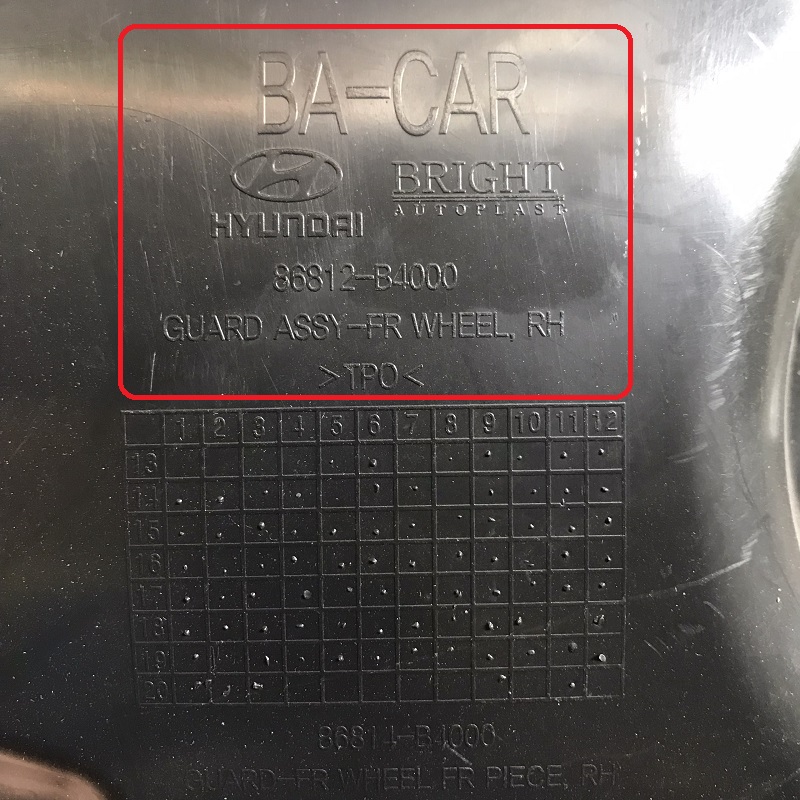 BA-CAR
HYUNDAI BRIGHT
AUTOPLAST
86812-B4000
GUARD ASSY-FR WHEEL, RH
>TPO<
1 2 3 4 5 6 7 8 9 10 11 12
13
14
15
16
17
18
19
20
86814-B4000
GUARD-FR WHEEL FR PIECE, RH